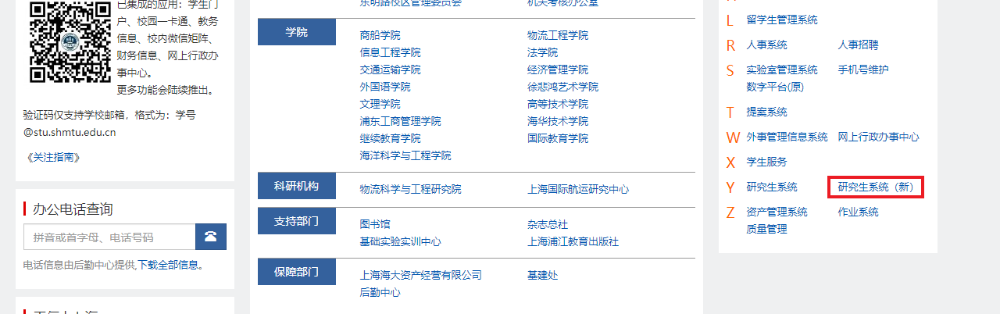 已集成的应用：学生门
户、校园一卡通、教务
信息、校内微信矩阵、
财务信息、网上行政办
事中心。
更多功能会陆续推出。
验证码仅支持学校邮箱，格式为：学号
@stu.shmtu.edu.cn
《关注指南》
办公电话查询
拼音或首字母、电话号码
电话信息由后勤中心提供,下载全部信息。
东明路校区管理委员会 机关考核办公室
学院
商船学院 物流工程学院
信息工程学院 法学院
交通运输学院 经济管理学院
外国语学院 徐悲鸿艺术学院
文理学院 高等技术学院
浦东工商管理学院 海华技术学院
继续教育学院 国际教育学院
海洋科学与工程学院
科研机构
物流科学与工程研究院 上海国际航运研究中心
支持部门
图书馆 杂志总社
基础实验实训中心 上海浦江教育出版社
保障部门
上海海大资产经营有限公司 基建处
后勤中心
L 留学生管理系统
R 人事系统 人事招聘
S 实验室管理系统 手机号维护
数字平台(原)
T 提案系统
W 外事管理信息系统 网上行政办事中心
X 学生服务
Y 研究生系统 研究生系统（新）
Z 资产管理系统 作业系统
质量管理